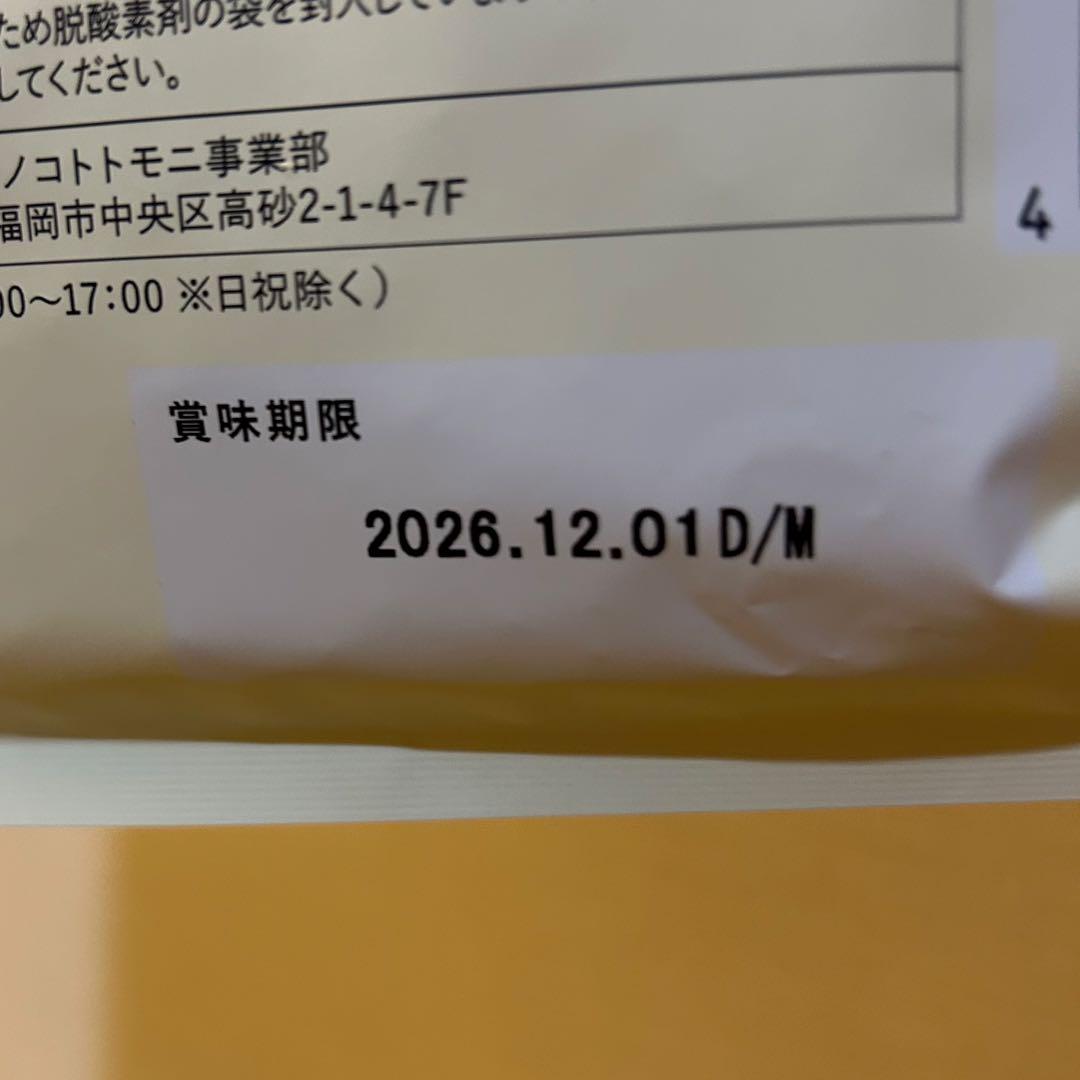 ため脱酸素剤の袋を封入していま
してください。
ノコトトモニ事業部
福岡市中央区高砂2-1-4-7F
00～17:00 ※日祝除く）
4
賞味期限
2026.12.01D/M